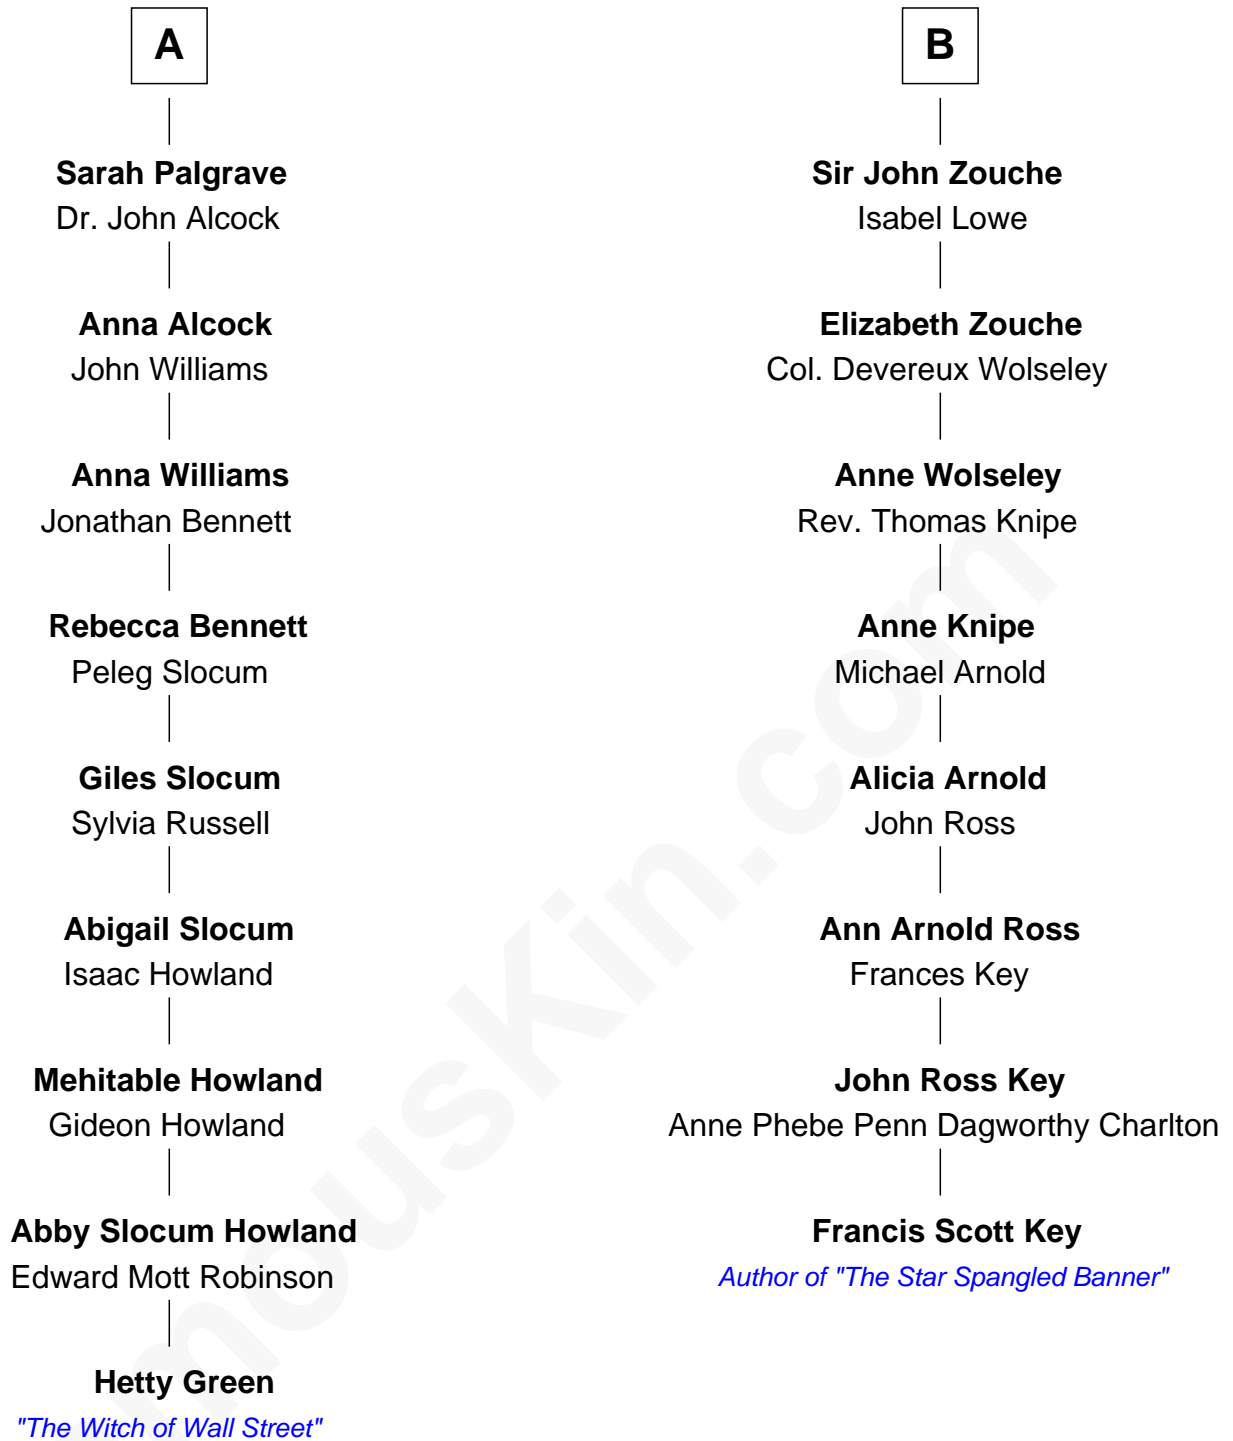 A
Sarah Palgrave
Dr. John Alcock
Anna Alcock
John Williams
Anna Williams
Jonathan Bennett
Rebecca Bennett
Peleg Slocum
Giles Slocum
Sylvia Russell
Abigail Slocum
Isaac Howland
Mehitable Howland
Gideon Howland
Abby Slocum Howland
Edward Mott Robinson
Hetty Green
"The Witch of Wall Street"
B
Sir John Zouche
Isabel Lowe
Elizabeth Zouche
Col. Devereux Wolseley
Anne Wolseley
Rev. Thomas Knipe
Anne Knipe
Michael Arnold
Alicia Arnold
John Ross
Ann Arnold Ross
Frances Key
John Ross Key
Anne Phebe Penn Dagworthy Charlton
Francis Scott Key
Author of "The Star Spangled Banner"
mouskin.com